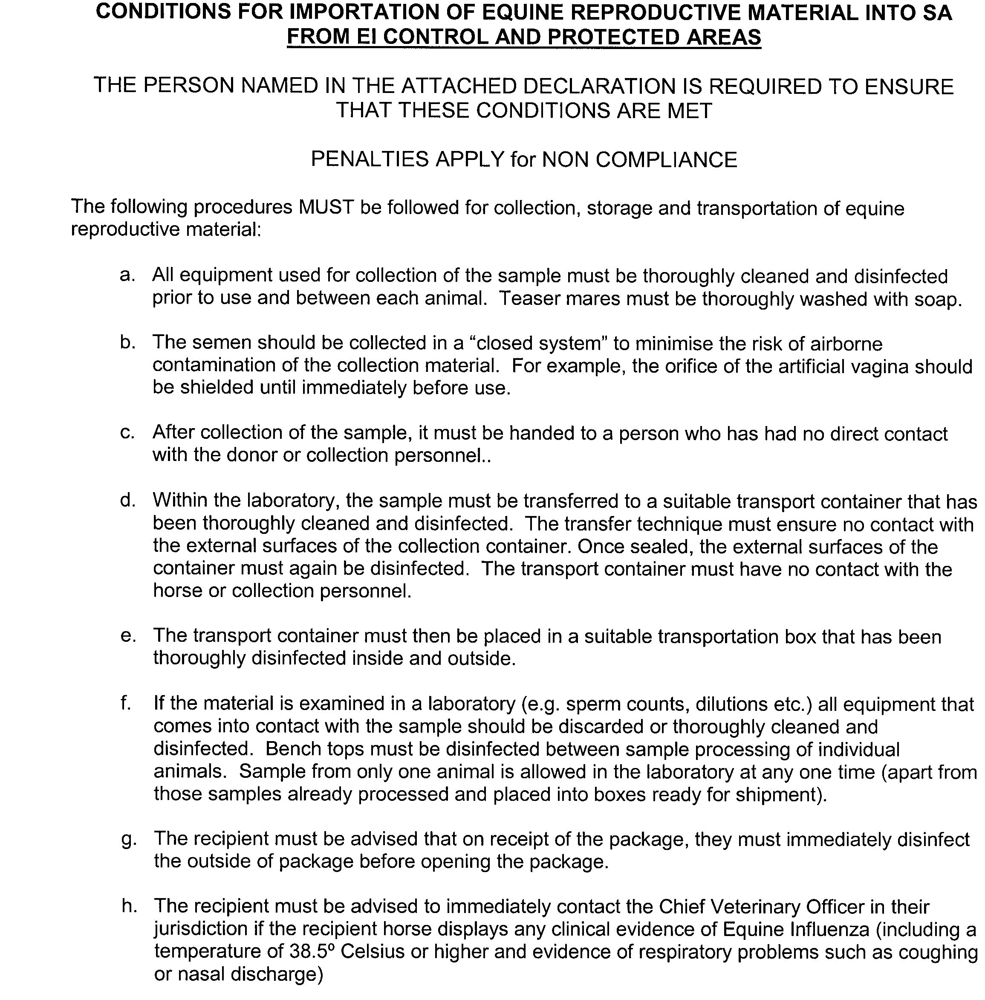 CONDITIONS FOR IMPORTATION OF EQUINE REPRODUCTIVE MATERIAL INTO SA
FROM EI CONTROL AND PROTECTED AREAS
THE PERSON NAMED IN THE ATTACHED DECLARATION IS REQUIRED TO ENSURE
THAT THESE CONDITIONS ARE MET
PENALTIES APPLY for NON COMPLIANCE
The following procedures MUST be followed for collection, storage and transportation of equine
reproductive material:
a. All equipment used for collection of the sample must be thoroughly cleaned and disinfected
prior to use and between each animal. Teaser mares must be thoroughly washed with soap.
b. The semen should be collected in a “closed system” to minimise the risk of airborne
contamination of the collection material. For example, the orifice of the artificial vagina should
be shielded until immediately before use.
c. After collection of the sample, it must be handed to a person who has had no direct contact
with the donor or collection personnel..
d. Within the laboratory, the sample must be transferred to a suitable transport container that has
been thoroughly cleaned and disinfected. The transfer technique must ensure no contact with
the external surfaces of the collection container. Once sealed, the external surfaces of the
container must again be disinfected. The transport container must have no contact with the
horse or collection personnel.
e. The transport container must then be placed in a suitable transportation box that has been
thoroughly disinfected inside and outside.
f. If the material is examined in a laboratory (e.g. sperm counts, dilutions etc.) all equipment that
comes into contact with the sample should be discarded or thoroughly cleaned and
disinfected. Bench tops must be disinfected between sample processing of individual
animals. Sample from only one animal is allowed in the laboratory at any one time (apart from
those samples already processed and placed into boxes ready for shipment).
g. The recipient must be advised that on receipt of the package, they must immediately disinfect
the outside of package before opening the package.
h. The recipient must be advised to immediately contact the Chief Veterinary Officer in their
jurisdiction if the recipient horse displays any clinical evidence of Equine Influenza (including a
temperature of 38.5º Celsius or higher and evidence of respiratory problems such as coughing
or nasal discharge)